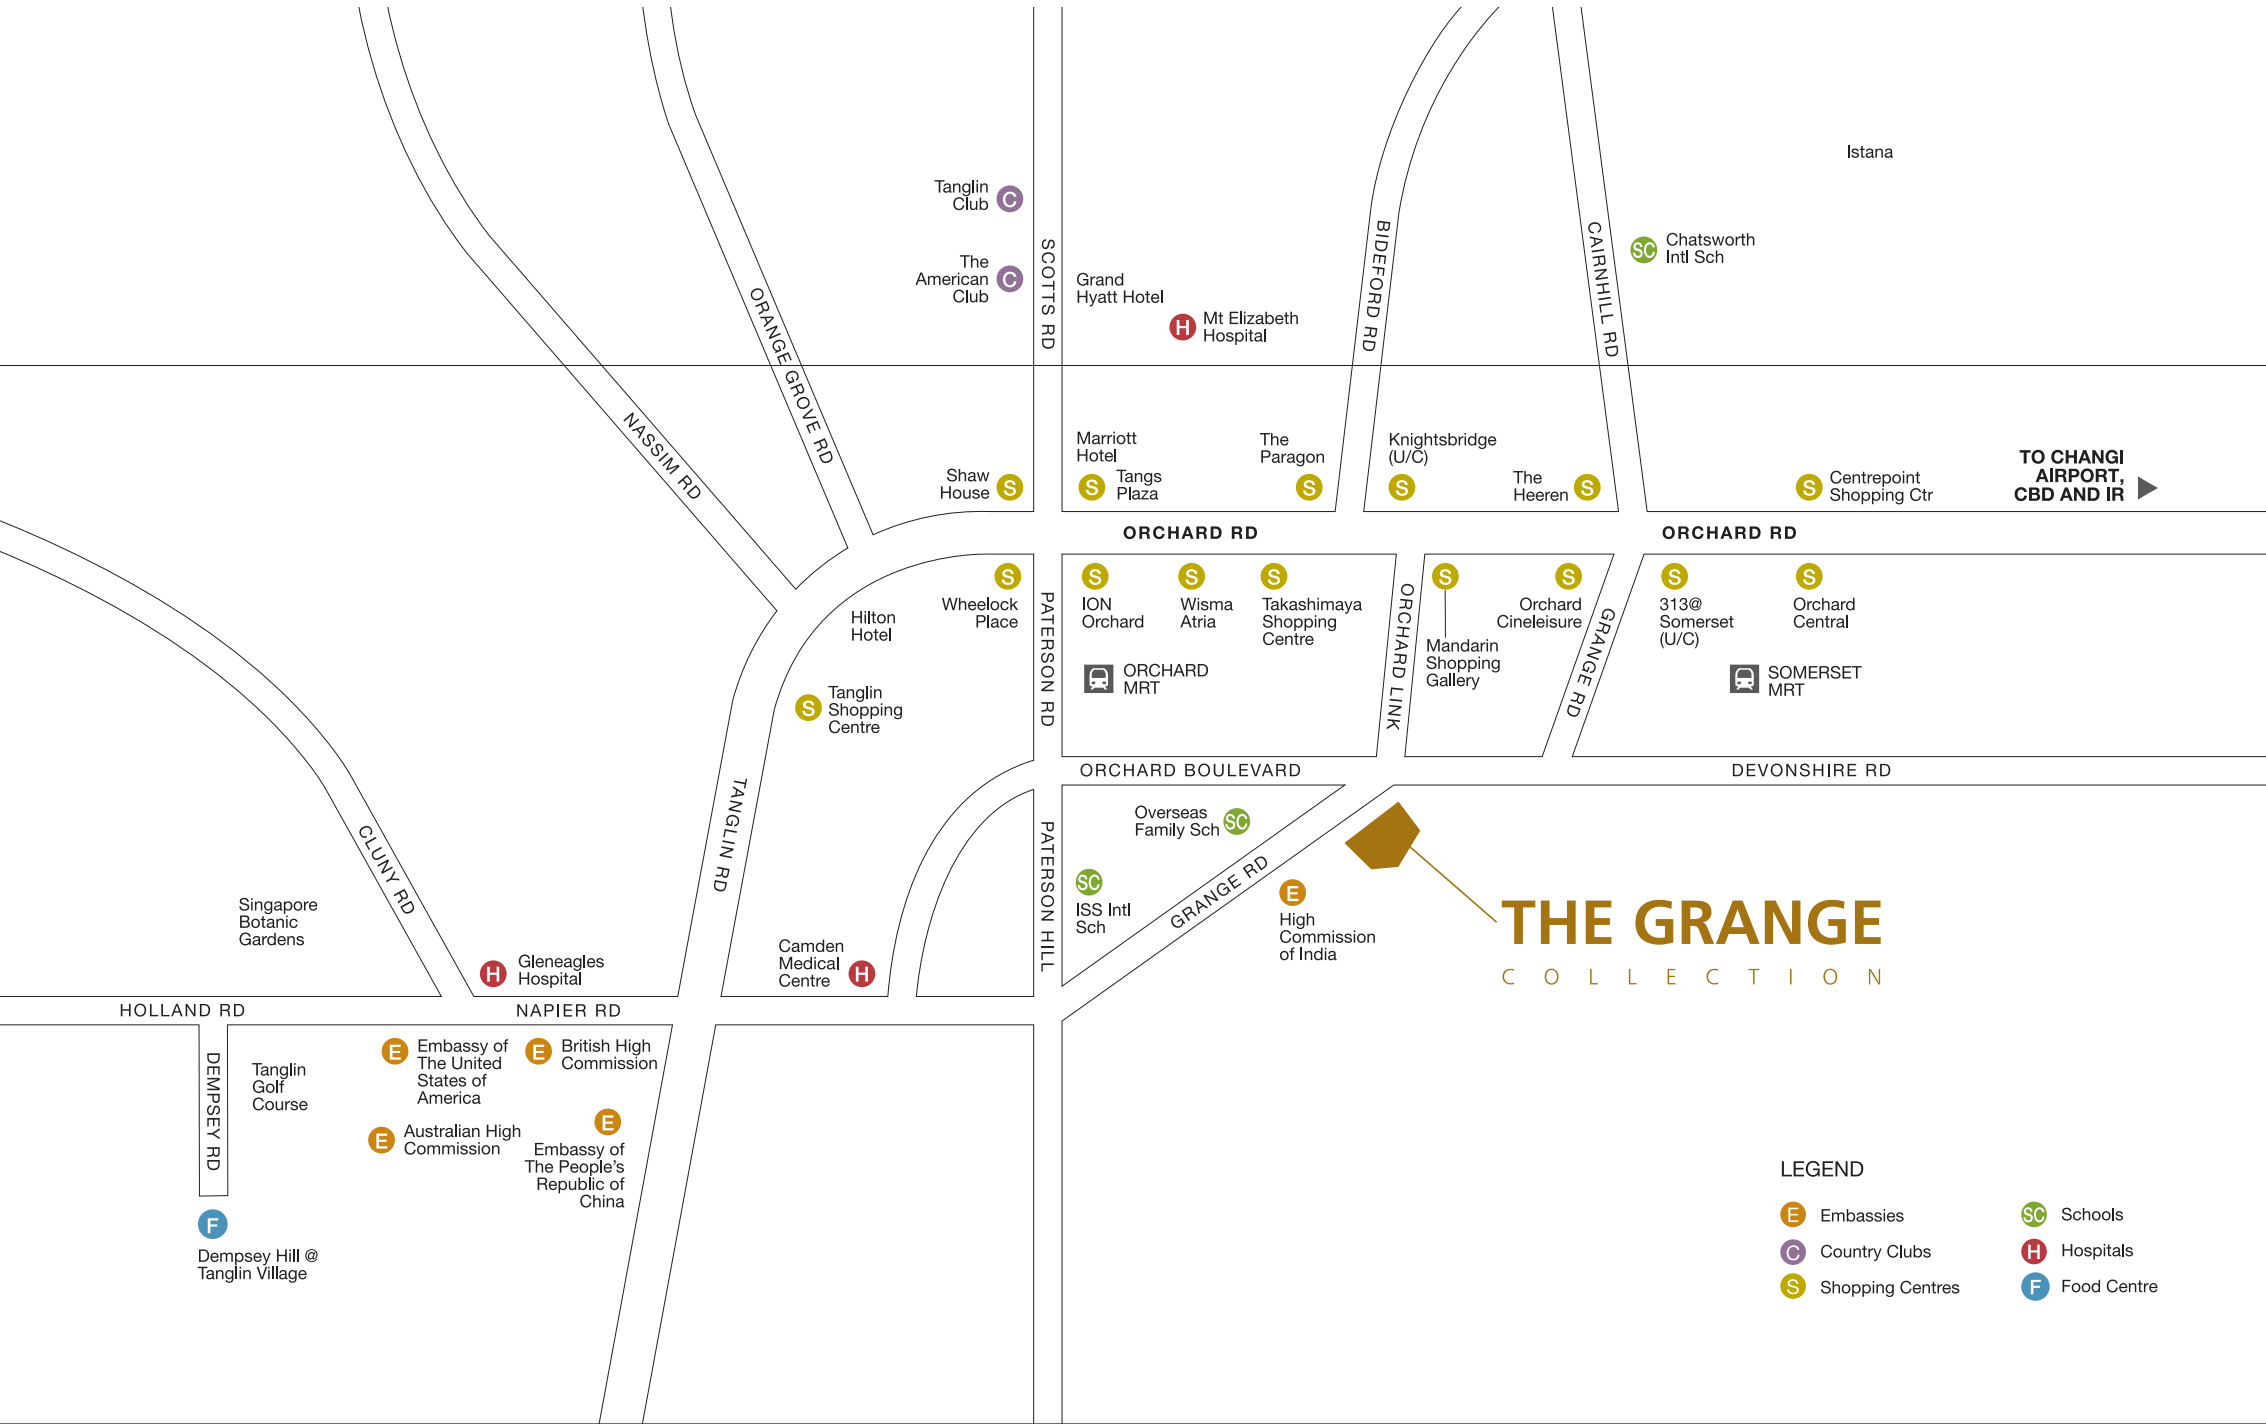 Istana
Tanglin
Club
C
SC
Chatsworth
Intl Sch
The
American
Club
C
SCOTTS RD
Grand
Hyatt Hotel
H
Mt Elizabeth
Hospital
BIDEFORD RD
CAIRNHILL RD
ORANGE GROVE RD
NASSIM RD
Shaw
House
S
Marriott
Hotel
S
Tangs
Plaza
The
Paragon
S
Knightsbridge
(U/C)
S
The
Heeren
S
S
Centrepoint
Shopping Ctr
TO CHANGI
AIRPORT,
CBD AND IR
ORCHARD RD
ORCHARD RD
Hilton
Hotel
S
Wheelock
Place
PATERSON RD
S
ION
Orchard
S
Wisma
Atria
S
Takashimaya
Shopping
Centre
ORCHARD LINK
S
Mandarin
Shopping
Gallery
S
Orchard
Cineleisure
GRANGE RD
S
313@
Somerset
(U/C)
S
Orchard
Central
ORCHARD
MRT
SOMERSET
MRT
S
Tanglin
Shopping
Centre
ORCHARD BOULEVARD
DEVONSHIRE RD
TANGLIN RD
CLUNY RD
PATERSON HILL
Overseas
Family Sch
SC
SC
ISS Intl
Sch
GRANGE RD
E
High
Commission
of India
THE GRANGE
COLLECTION
Singapore
Botanic
Gardens
H
Gleneagles
Hospital
Camden
Medical
Centre
H
HOLLAND RD
NAPIER RD
DEMPSEY RD
Tanglin
Golf
Course
E
Embassy of
The United
States of
America
E
British High
Commission
E
Australian High
Commission
E
Embassy of
The People's
Republic of
China
F
Dempsey Hill @
Tanglin Village
LEGEND
E Embassies
C Country Clubs
S Shopping Centres
SC Schools
H Hospitals
F Food Centre